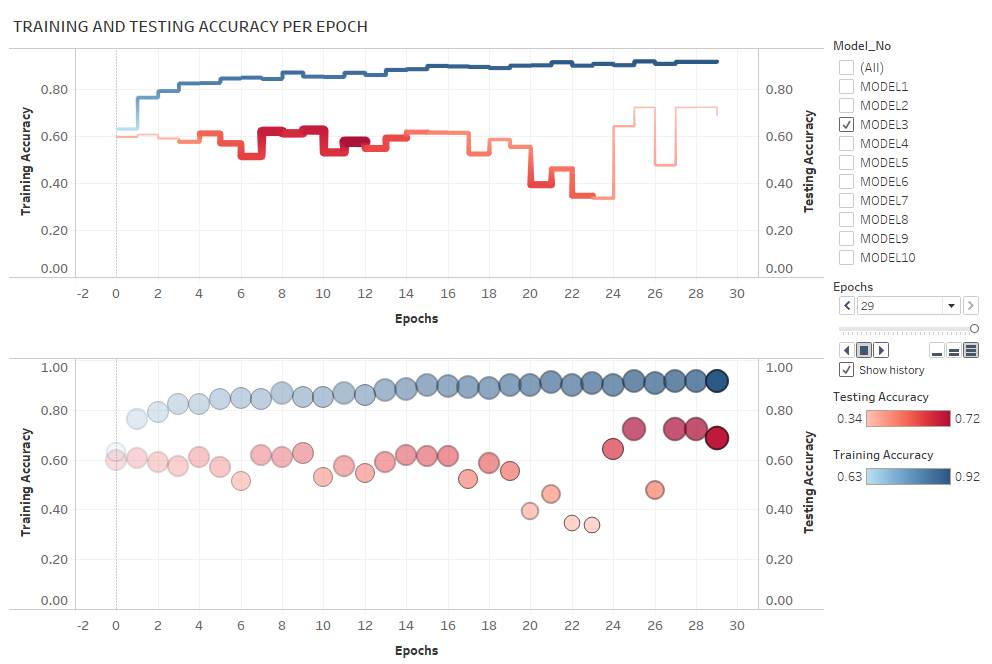 TRAINING AND TESTING ACCURACY PER EPOCH
0.80
0.60
0.40
0.20
0.00
Training Accuracy
0.80
0.60
0.40
0.20
0.00
Testing Accuracy
-2 0 2 4 6 8 10 12 14 16 18 20 22 24 26 28 30
Epochs
1.00
0.80
0.60
0.40
0.20
0.00
Training Accuracy
1.00
0.80
0.60
0.40
0.20
0.00
Testing Accuracy
-2 0 2 4 6 8 10 12 14 16 18 20 22 24 26 28 30
Epochs
Model_No
(All)
MODEL1
MODEL2
MODEL3
MODEL4
MODEL5
MODEL6
MODEL7
MODEL8
MODEL9
MODEL10
Epochs
29
Show history
Testing Accuracy
0.34 0.72
Training Accuracy
0.63 0.92